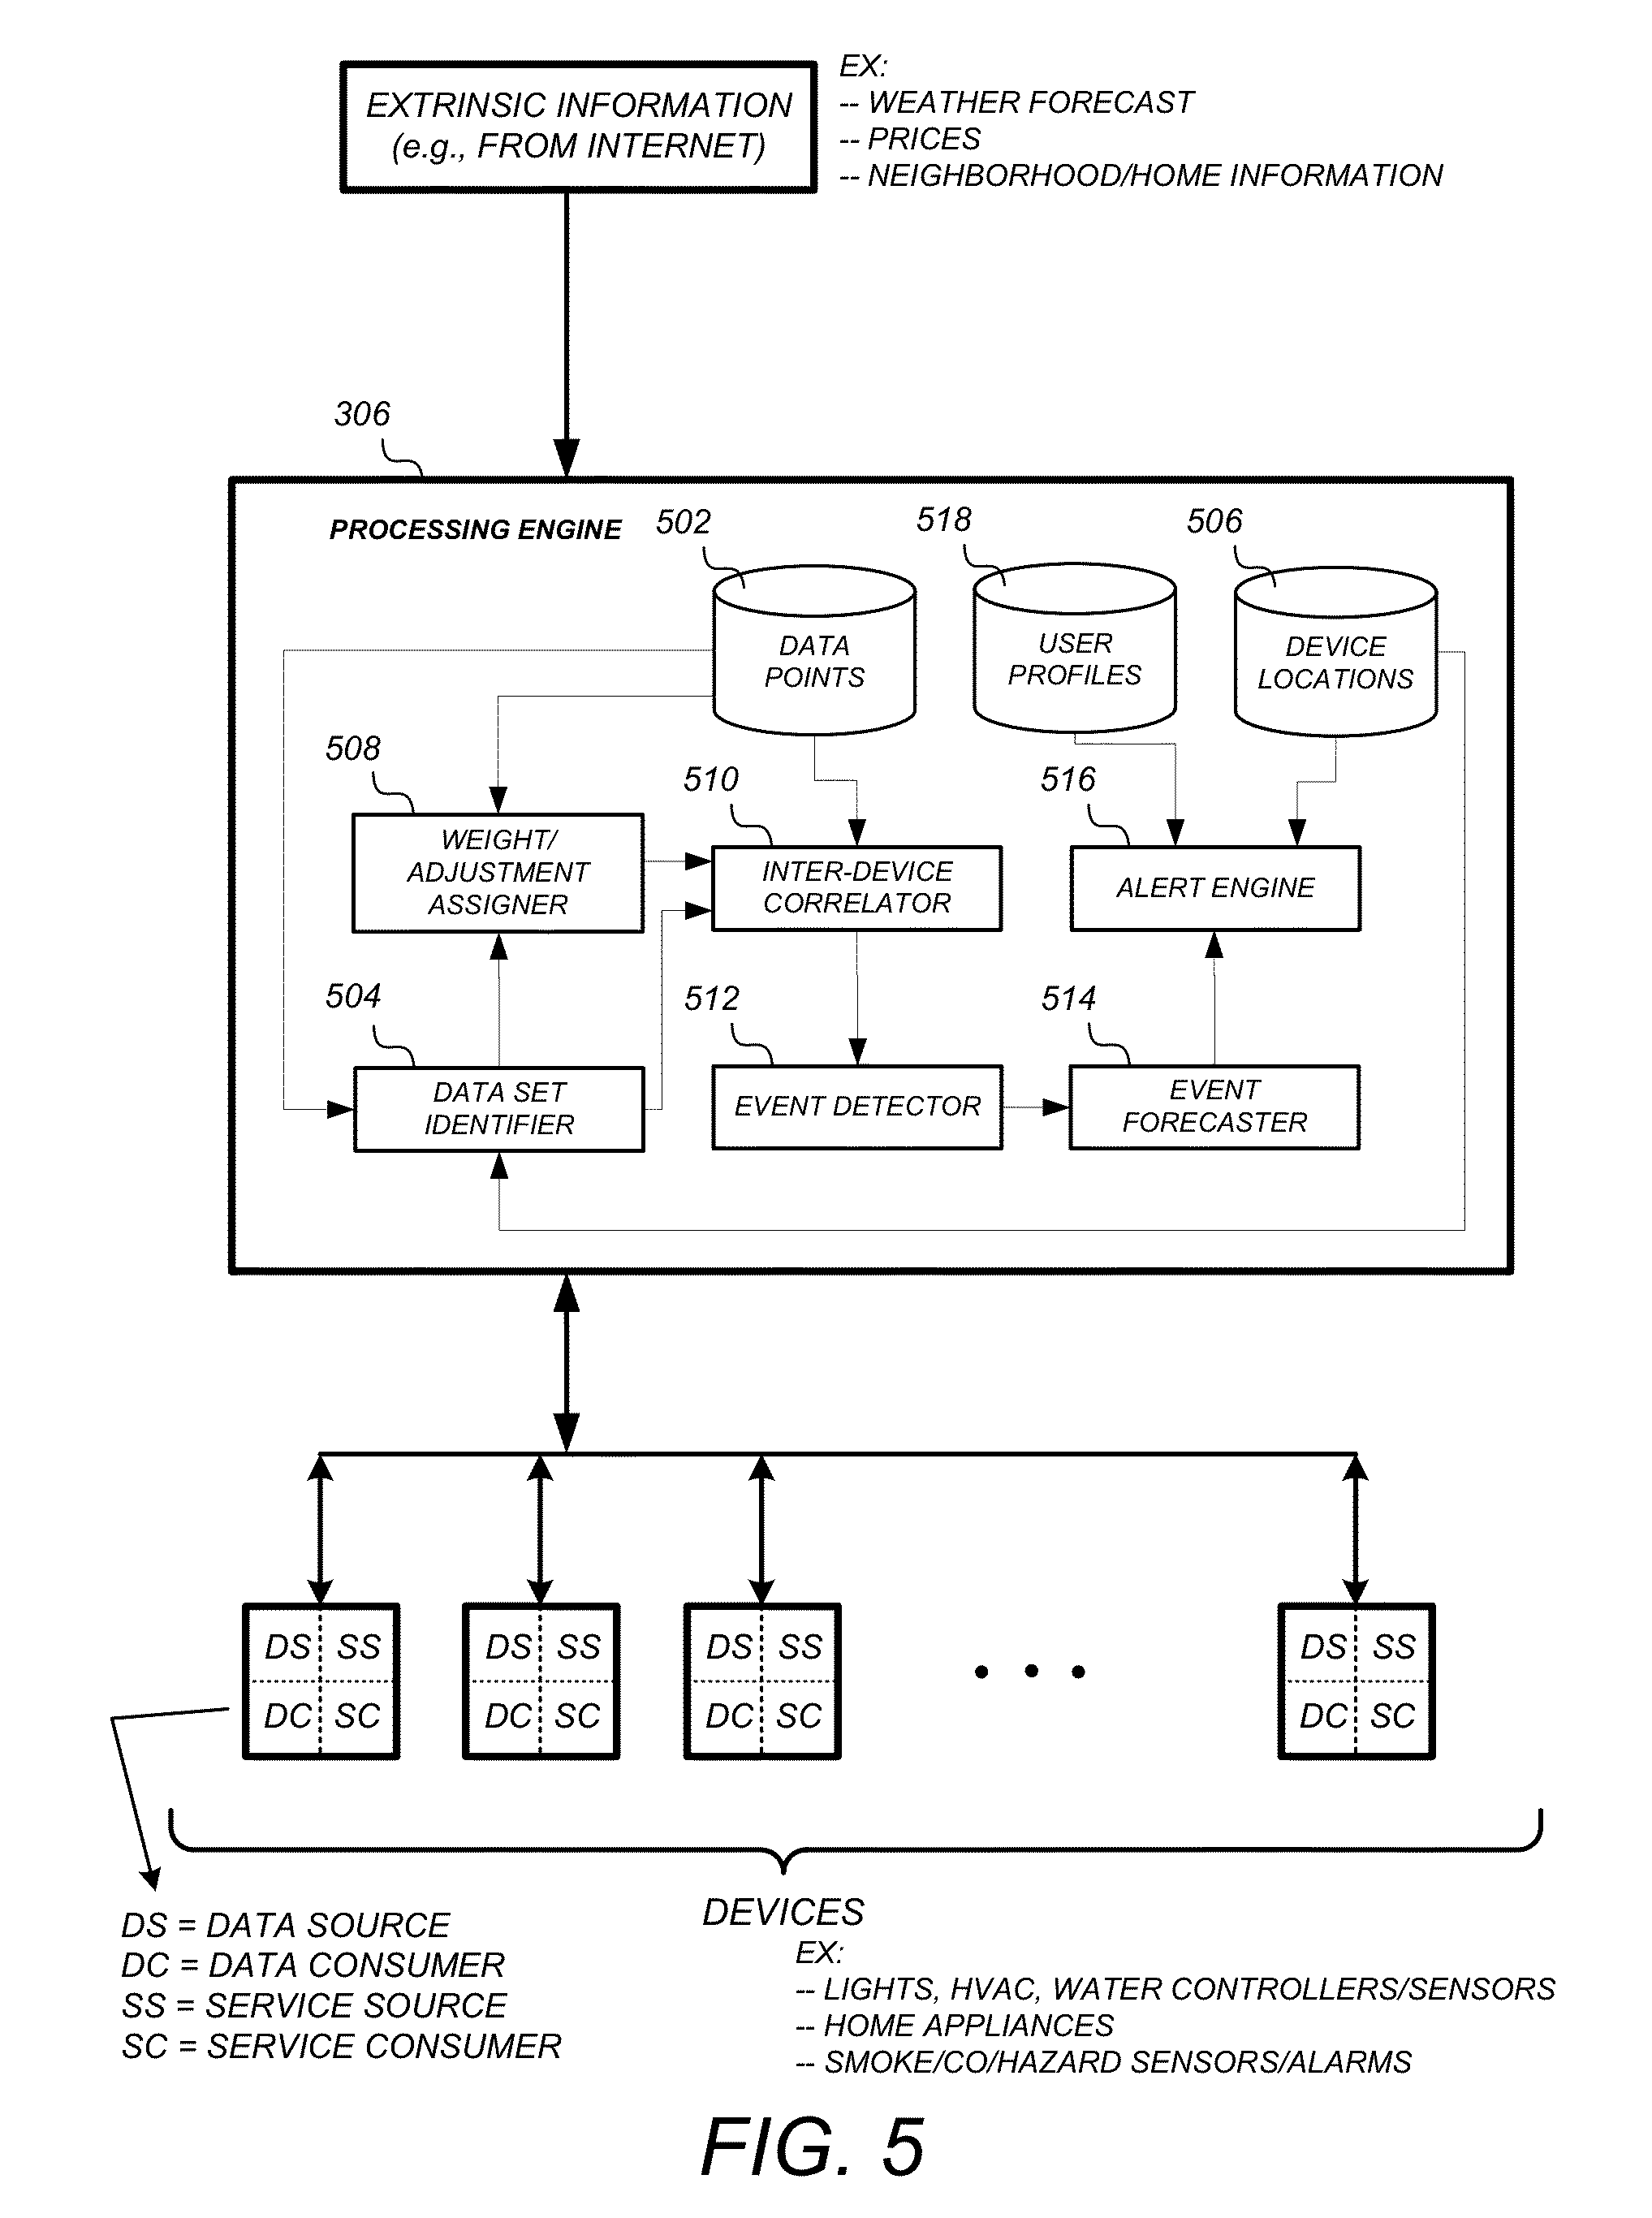 EXTRINSIC INFORMATION
(e.g., FROM INTERNET)
EX:
-- WEATHER FORECAST
-- PRICES
-- NEIGHBORHOOD/HOME INFORMATION
306
PROCESSING ENGINE
502
518
506
DATA
POINTS
USER
PROFILES
DEVICE
LOCATIONS
508
510
516
WEIGHT/
ADJUSTMENT
ASSIGNER
INTER-DEVICE
CORRELATOR
ALERT ENGINE
504
512
514
DATA SET
IDENTIFIER
EVENT DETECTOR
EVENT
FORECASTER
DS SS
DC SC
DS SS
DC SC
DS SS
DC SC
DS SS
DC SC
DS = DATA SOURCE
DC = DATA CONSUMER
SS = SERVICE SOURCE
SC = SERVICE CONSUMER
DEVICES
EX:
-- LIGHTS, HVAC, WATER CONTROLLERS/SENSORS
-- HOME APPLIANCES
-- SMOKE/CO/HAZARD SENSORS/ALARMS
FIG. 5